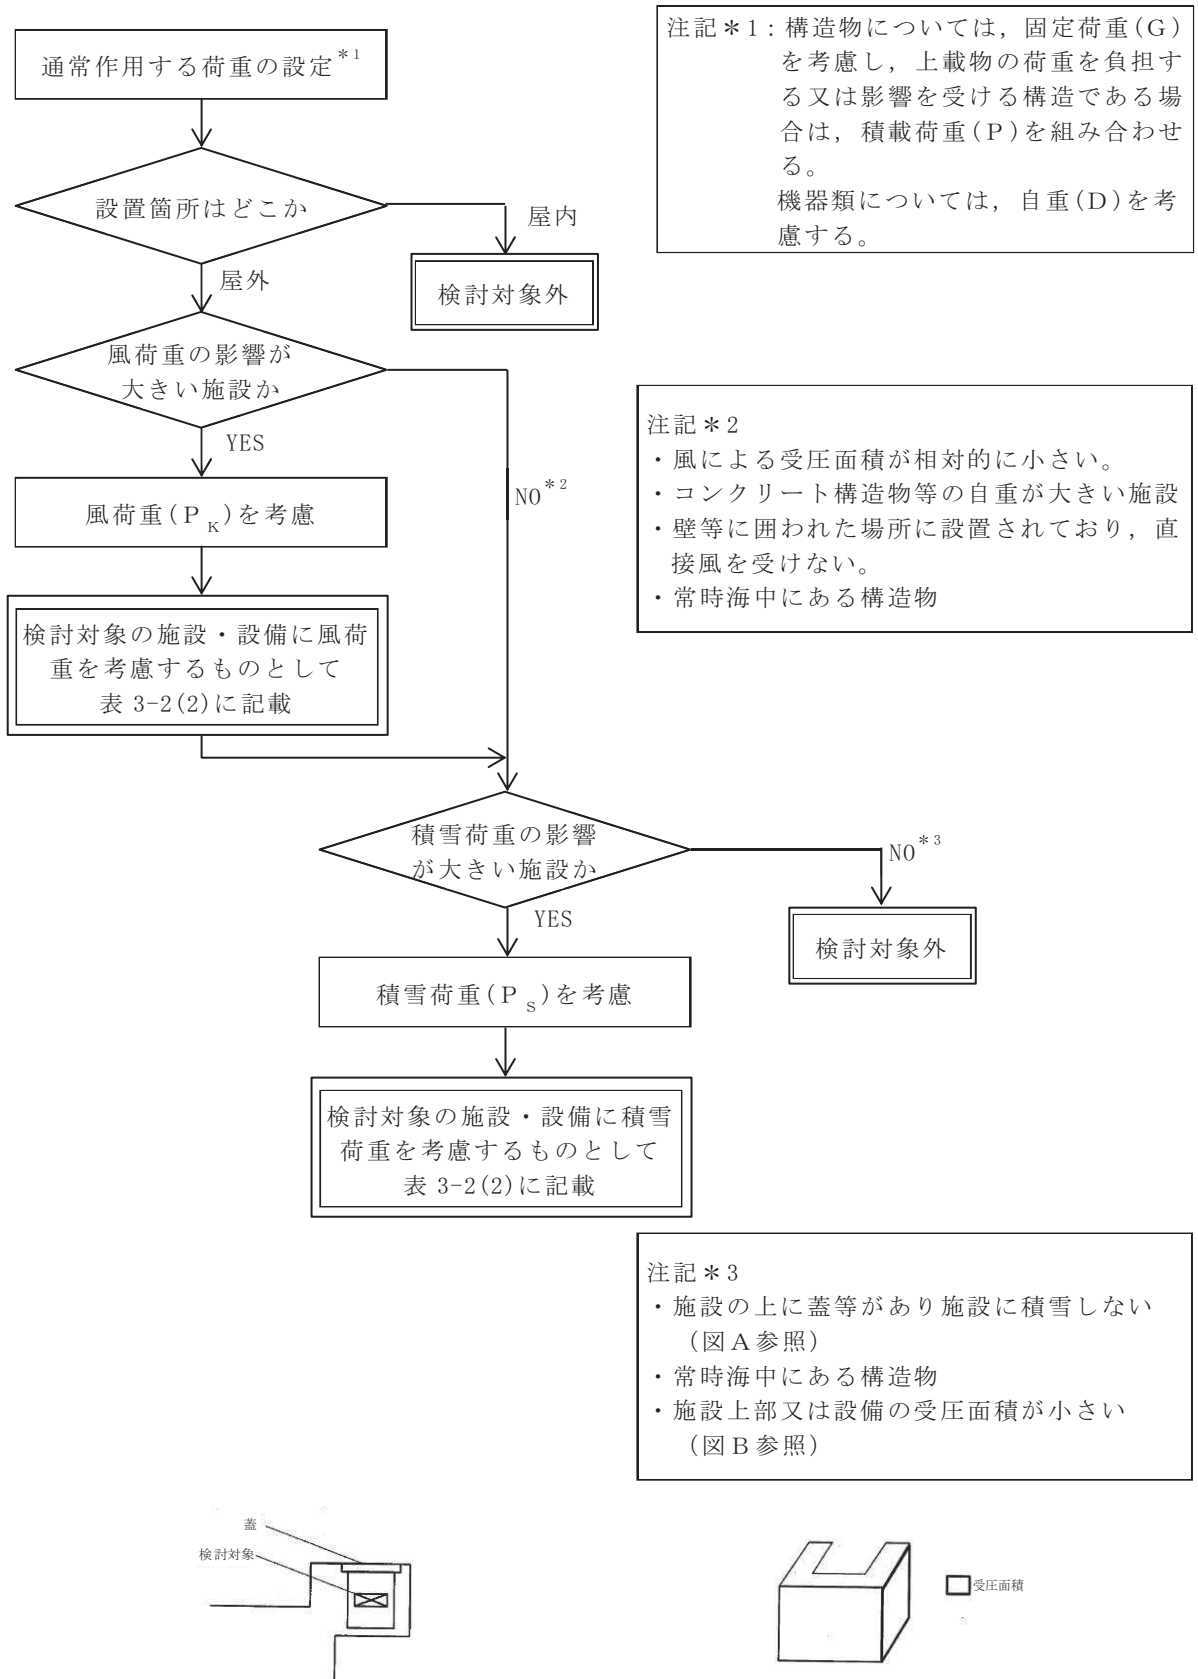 通常作用する荷重の設定＊1
設置箇所はどこか
屋内
検討対象外
屋外
風荷重の影響が
大きい施設か
YES
NO＊2
風荷重(P K)を考慮
検討対象の施設・設備に風荷
重を考慮するものとして
表 3-2(2)に記載
積雪荷重の影響
が大きい施設か
NO＊3
検討対象外
YES
積雪荷重(P S)を考慮
検討対象の施設・設備に積雪
荷重を考慮するものとして
表 3-2(2)に記載
注記＊1：構造物については，固定荷重(G)
を考慮し，上載物の荷重を負担す
る又は影響を受ける構造である場
合は，積載荷重(P)を組み合わせ
る。
機器類については，自重(D)を考
慮する。
注記＊2
・風による受圧面積が相対的に小さい。
・コンクリート構造物等の自重が大きい施設
・壁等に囲われた場所に設置されており，直
接風を受けない。
・常時海中にある構造物
注記＊3
・施設の上に蓋等があり施設に積雪しない
（図A参照）
・常時海中にある構造物
・施設上部又は設備の受圧面積が小さい
（図B参照）
蓋
検討対象
受圧面積